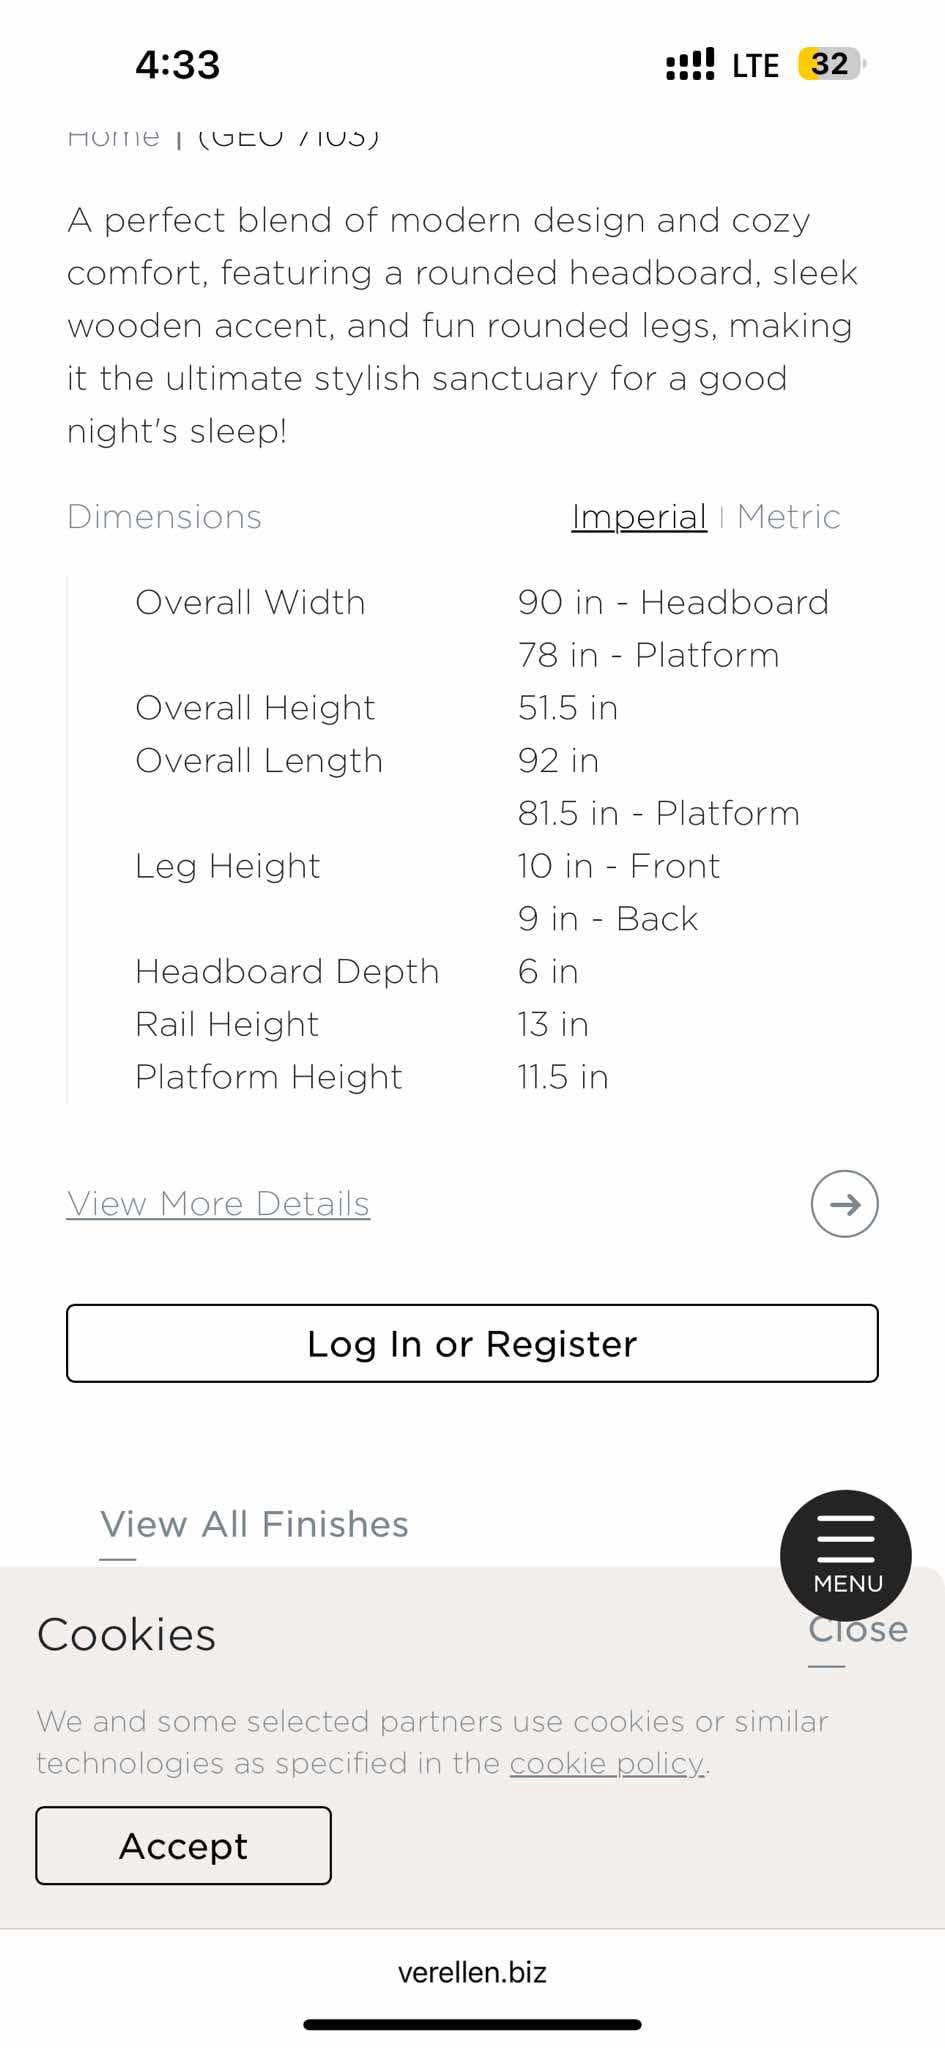 4:33 LTE 32
Home | (GEO 7103)
A perfect blend of modern design and cozy
comfort, featuring a rounded headboard, sleek
wooden accent, and fun rounded legs, making
it the ultimate stylish sanctuary for a good
night's sleep!
Dimensions Imperial | Metric
Overall Width 90 in - Headboard
78 in - Platform
Overall Height 51.5 in
Overall Length 92 in
81.5 in - Platform
Leg Height 10 in - Front
9 in - Back
Headboard Depth 6 in
Rail Height 13 in
Platform Height 11.5 in
View More Details
Log In or Register
View All Finishes
MENU
Cookies Close
We and some selected partners use cookies or similar
technologies as specified in the cookie policy.
Accept
verellen.biz